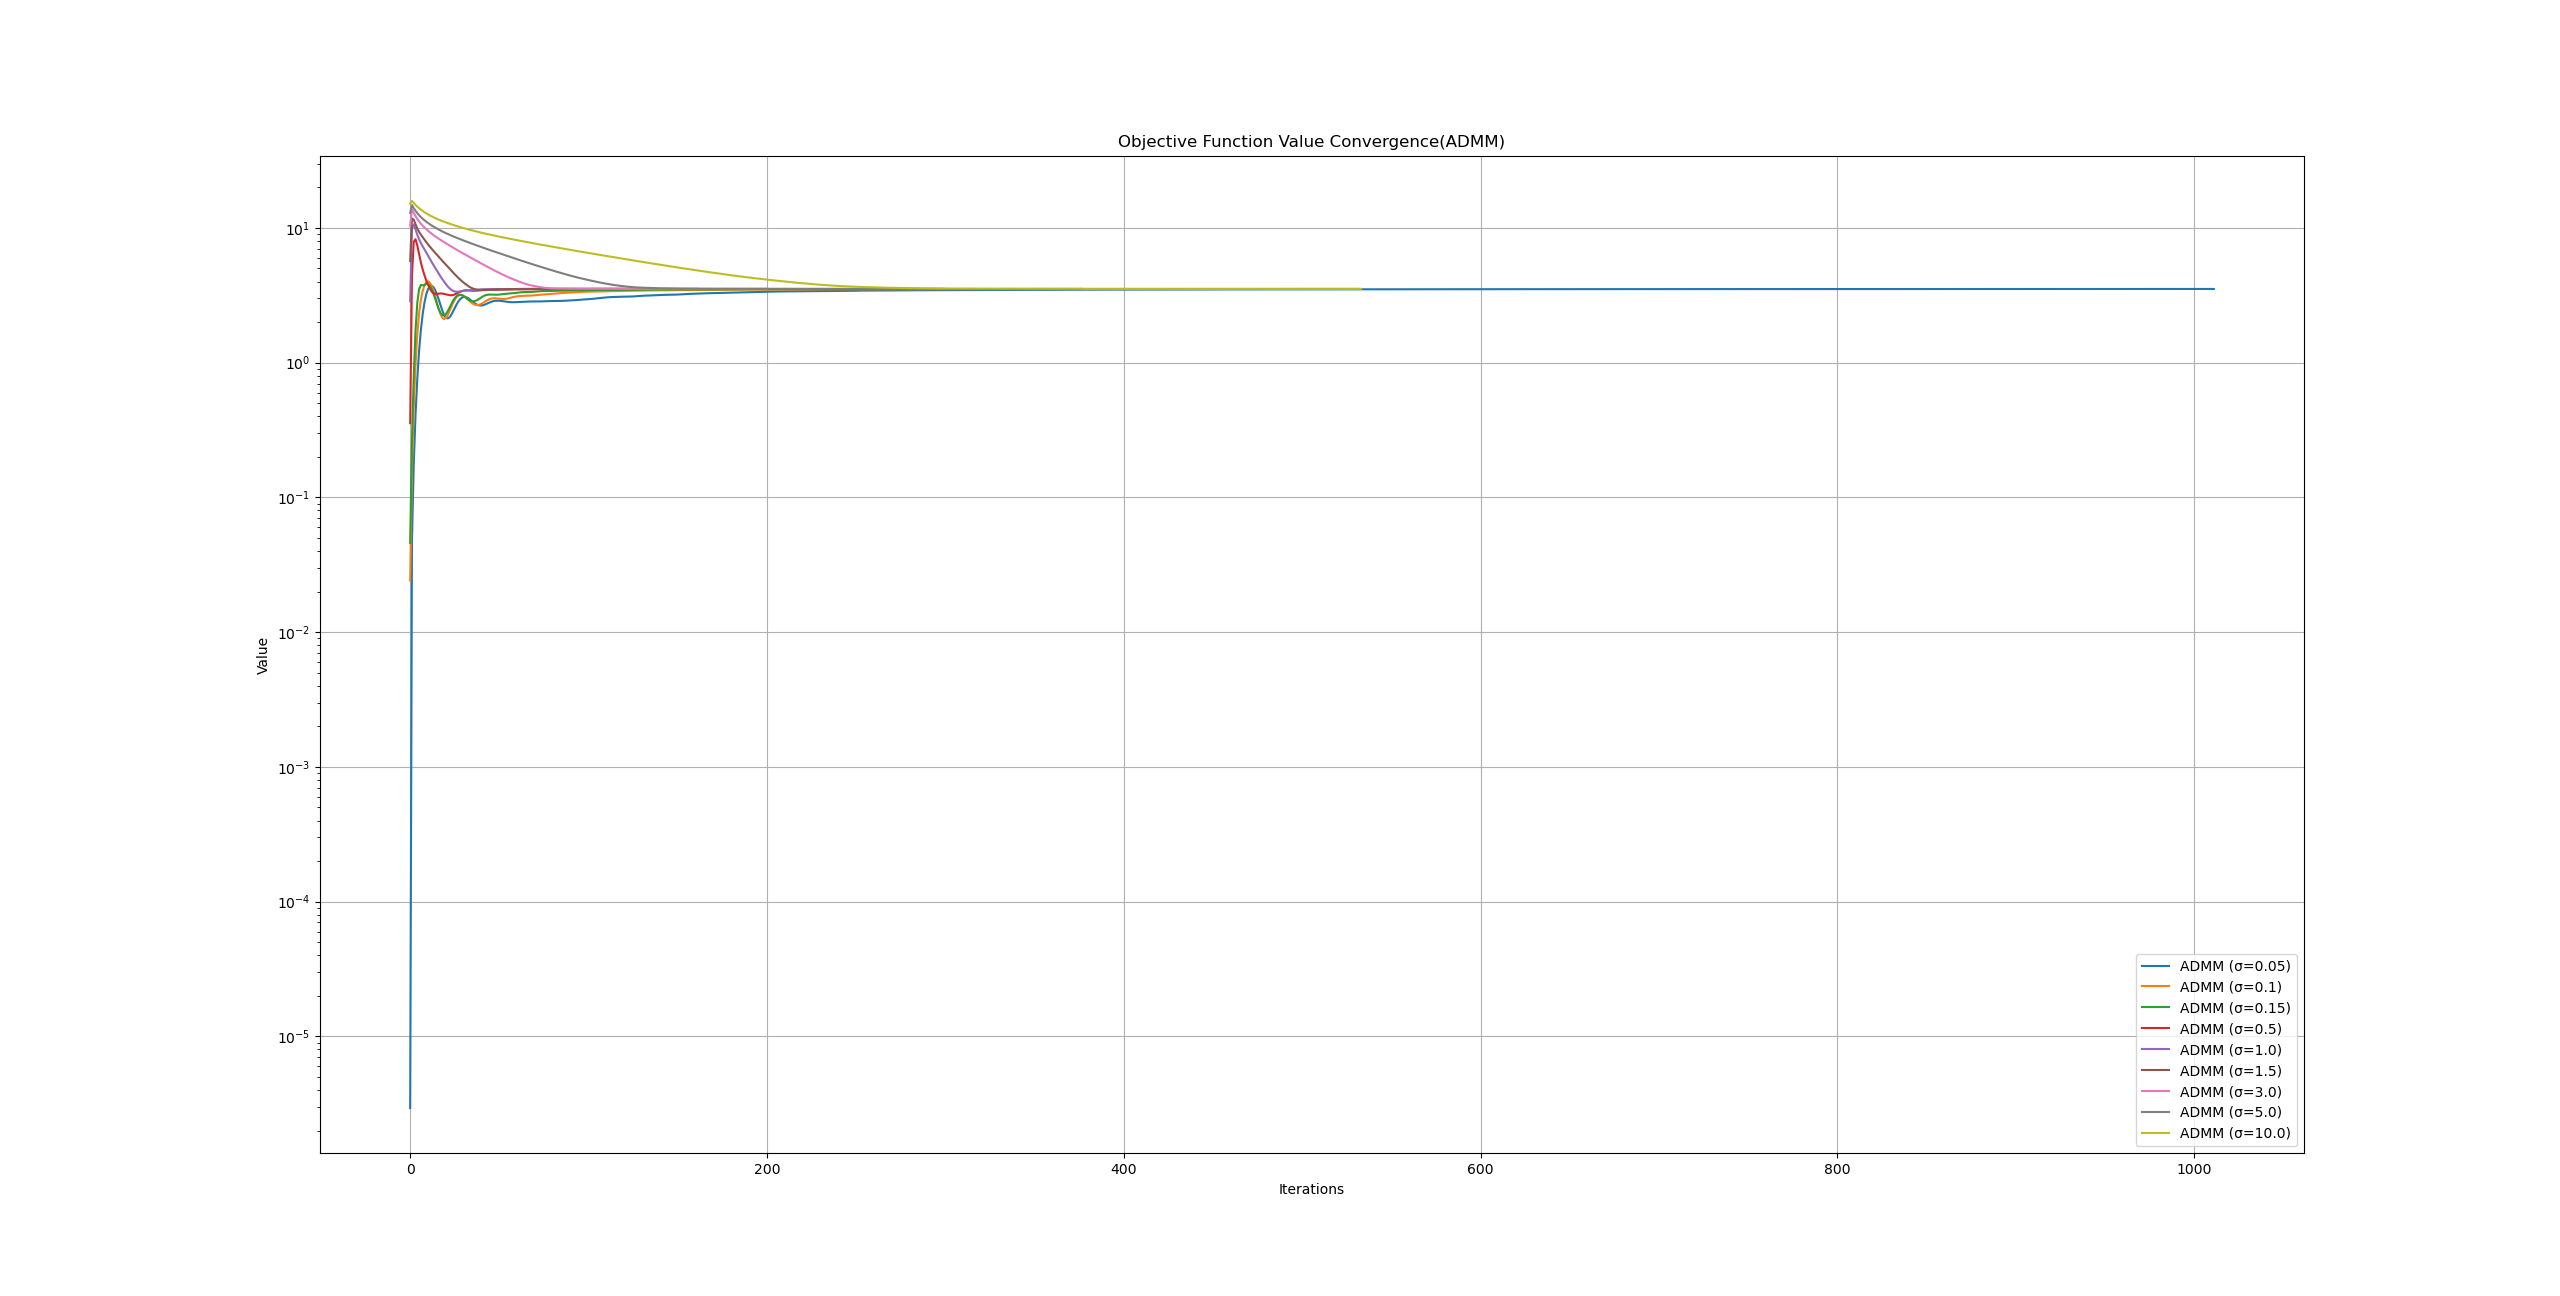 Objective Function Value Convergence(ADMM)
10¹
10⁰
10⁻¹
10⁻²
10⁻³
10⁻⁴
10⁻⁵
Value
0 200 400 600 800 1000
Iterations
ADMM (σ=0.05)
ADMM (σ=0.1)
ADMM (σ=0.15)
ADMM (σ=0.5)
ADMM (σ=1.0)
ADMM (σ=1.5)
ADMM (σ=3.0)
ADMM (σ=5.0)
ADMM (σ=10.0)